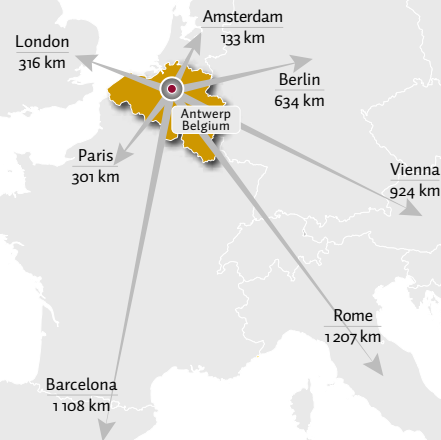 Amsterdam
133 km
London
316 km
Berlin
634 km
Antwerp
Belgium
Paris
301 km
Vienna
924 km
Rome
1 207 km
Barcelona
1 108 km